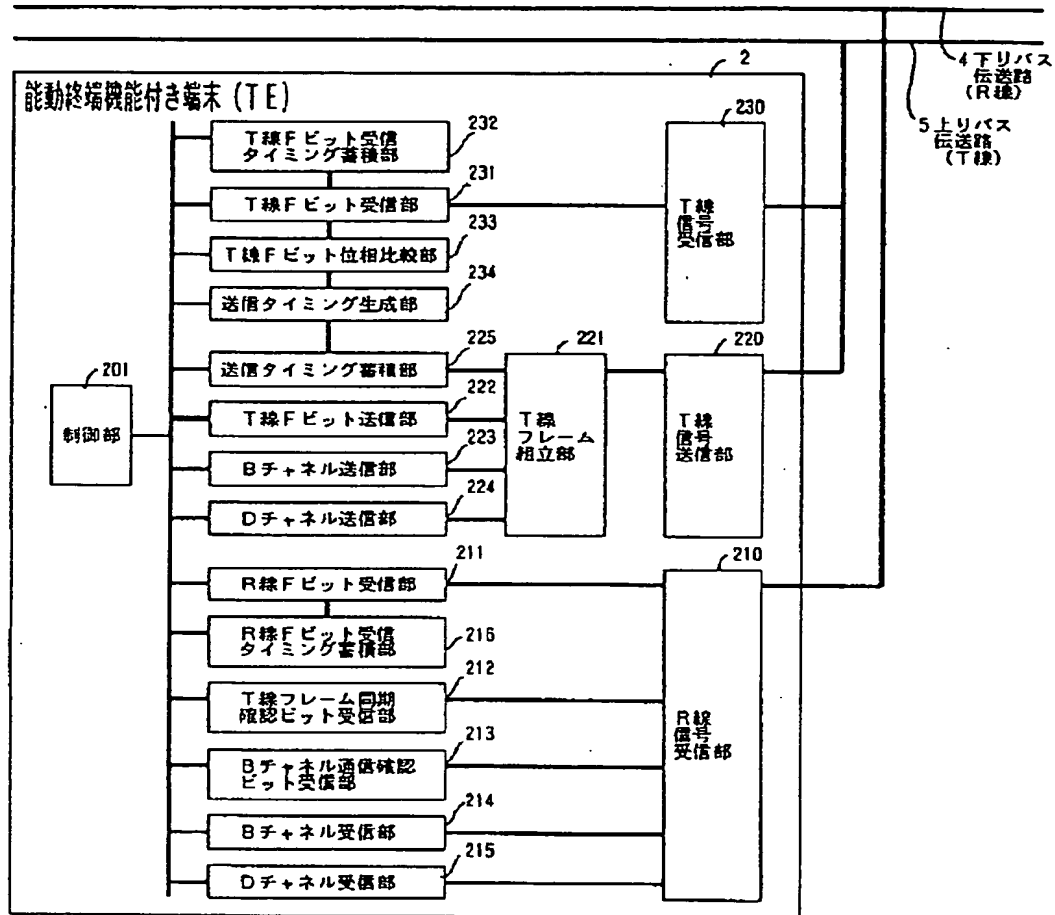 4下りバス
伝送路
(R線)
5上りバス
伝送路
(T線)
2
能動終端機能付き端末(TE)
T線Fビット受信
タイミング蓄積部
232
231
T線Fビット受信部
233
T線Fビット位相比較部
234
送信タイミング生成部
230
T線
信号
受信部
225
送信タイミング蓄積部
222
T線Fビット送信部
223
Bチャネル送信部
224
Dチャネル送信部
221
T線
フレーム
組立部
220
T線
信号
送信部
201
制御部
211
R線Fビット受信部
R線Fビット受信
タイミング蓄積部
216
212
T線フレーム同期
確認ビット受信部
213
Bチャネル通信確認
ビット受信部
214
Bチャネル受信部
215
Dチャネル受信部
210
R線
信号
受信部